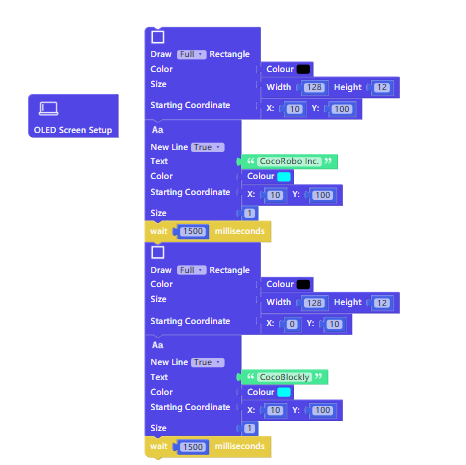 OLED Screen Setup
Draw Full Rectangle
Color Colour
Size Width 128 Height 12
Starting Coordinate X: 10 Y: 100
Aa
New Line True
Text “ CocoRobo Inc. ”
Color Colour
Starting Coordinate X: 10 Y: 100
Size 1
wait 1500 milliseconds
Draw Full Rectangle
Color Colour
Size Width 128 Height 12
Starting Coordinate X: 0 Y: 10
Aa
New Line True
Text “ CocoBlockly ”
Color Colour
Starting Coordinate X: 10 Y: 100
Size 1
wait 1500 milliseconds